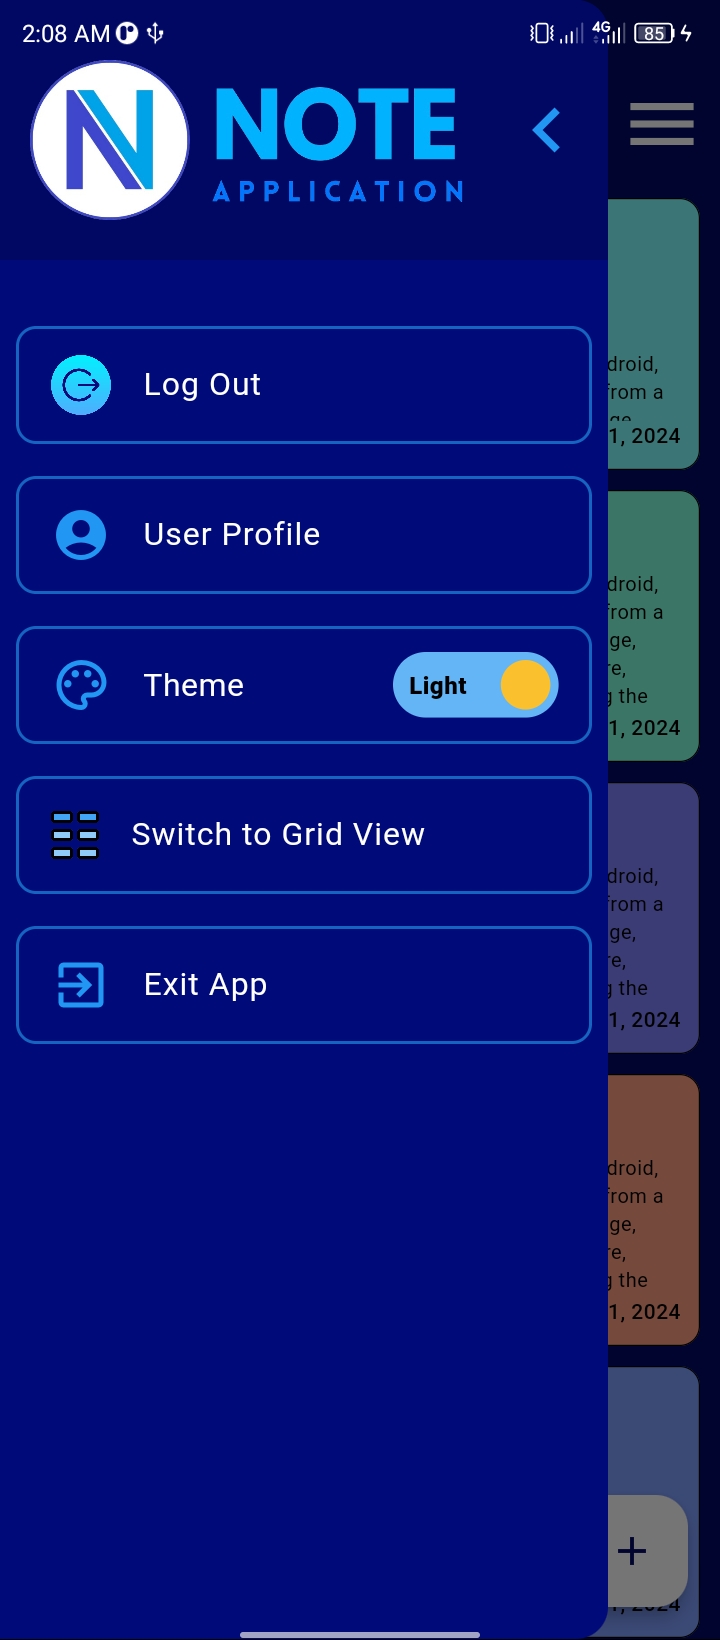 2:08 AM
4G
85
NOTE
APPLICATION
Log Out
User Profile
Theme
Light
Switch to Grid View
Exit App
droid,
from a
1, 2024
droid,
from a
ge,
re,
g the
1, 2024
droid,
from a
ge,
re,
g the
1, 2024
droid,
from a
ge,
re,
g the
1, 2024
+